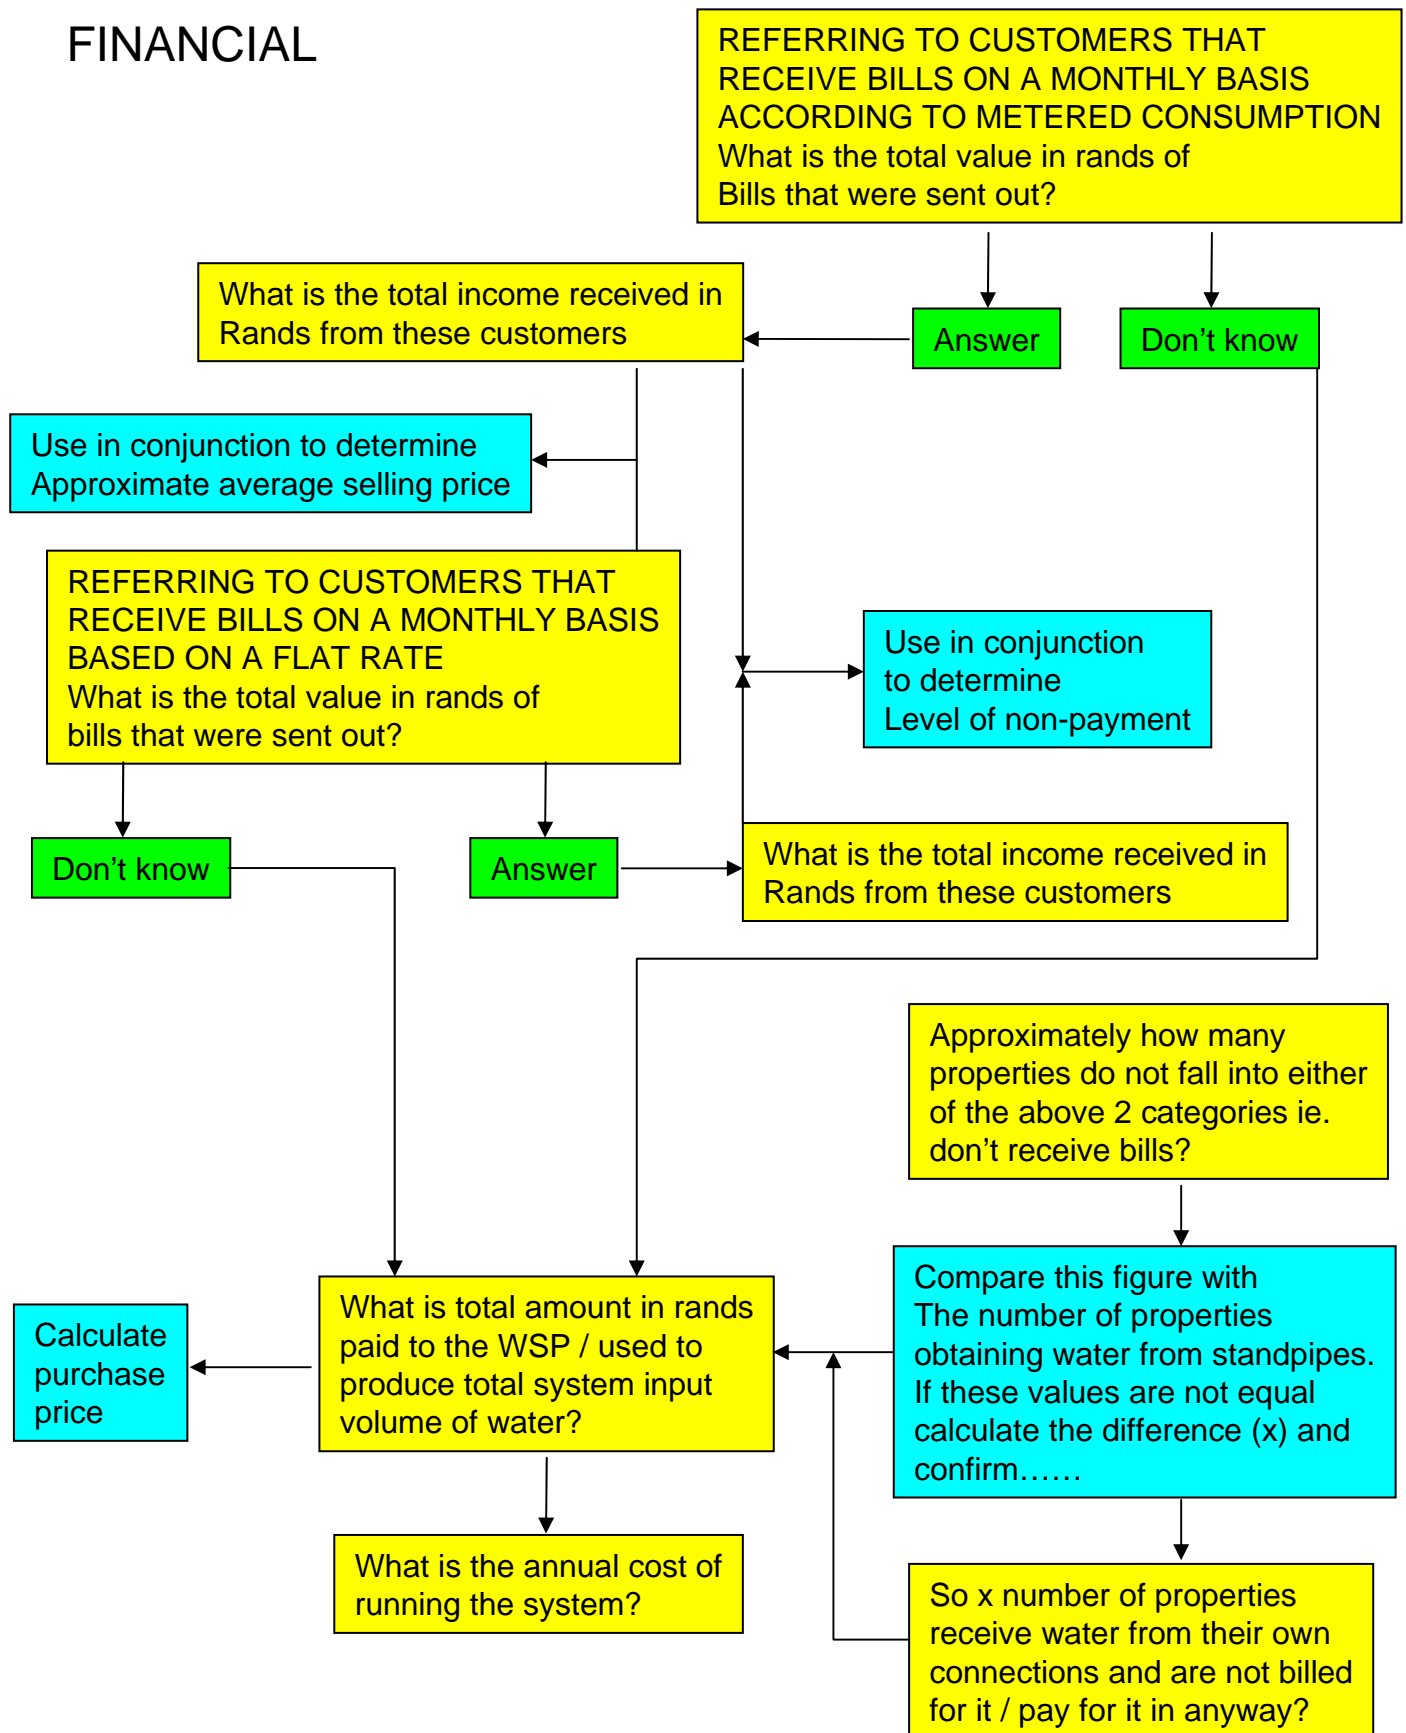 FINANCIAL
REFERRING TO CUSTOMERS THAT
RECEIVE BILLS ON A MONTHLY BASIS
ACCORDING TO METERED CONSUMPTION
What is the total value in rands of
Bills that were sent out?
What is the total income received in
Rands from these customers
Answer
Don't know
Use in conjunction to determine
Approximate average selling price
REFERRING TO CUSTOMERS THAT
RECEIVE BILLS ON A MONTHLY BASIS
BASED ON A FLAT RATE
What is the total value in rands of
bills that were sent out?
Use in conjunction
to determine
Level of non-payment
Don't know
Answer
What is the total income received in
Rands from these customers
Approximately how many
properties do not fall into either
of the above 2 categories ie.
don't receive bills?
Calculate
purchase
price
What is total amount in rands
paid to the WSP / used to
produce total system input
volume of water?
Compare this figure with
The number of properties
obtaining water from standpipes.
If these values are not equal
calculate the difference (x) and
confirm……
What is the annual cost of
running the system?
So x number of properties
receive water from their own
connections and are not billed
for it / pay for it in anyway?